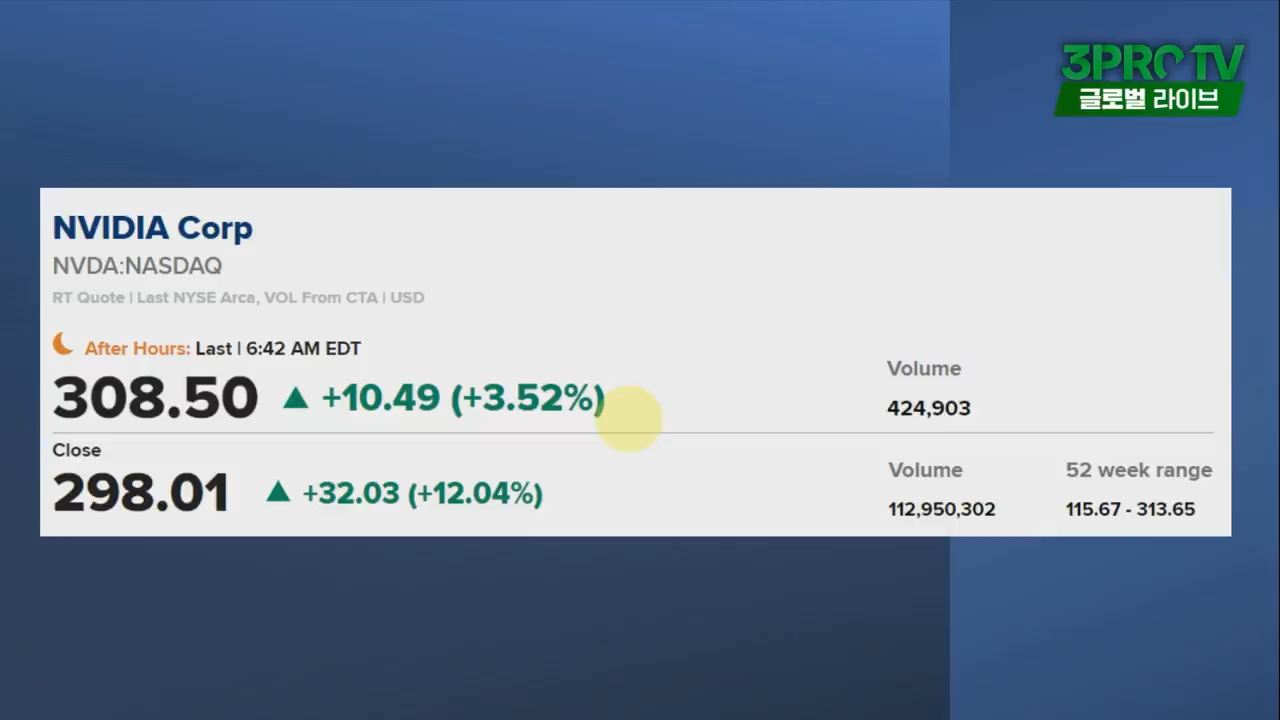 3PRO TV
글로벌 라이브
NVIDIA Corp
NVDA:NASDAQ
RT Quote | Last NYSE Arca, VOL From CTA | USD
After Hours: Last | 6:42 AM EDT
308.50 ▲ +10.49 (+3.52%)
Volume
424,903
Close
298.01 ▲ +32.03 (+12.04%)
Volume
112,950,302
52 week range
115.67 - 313.65